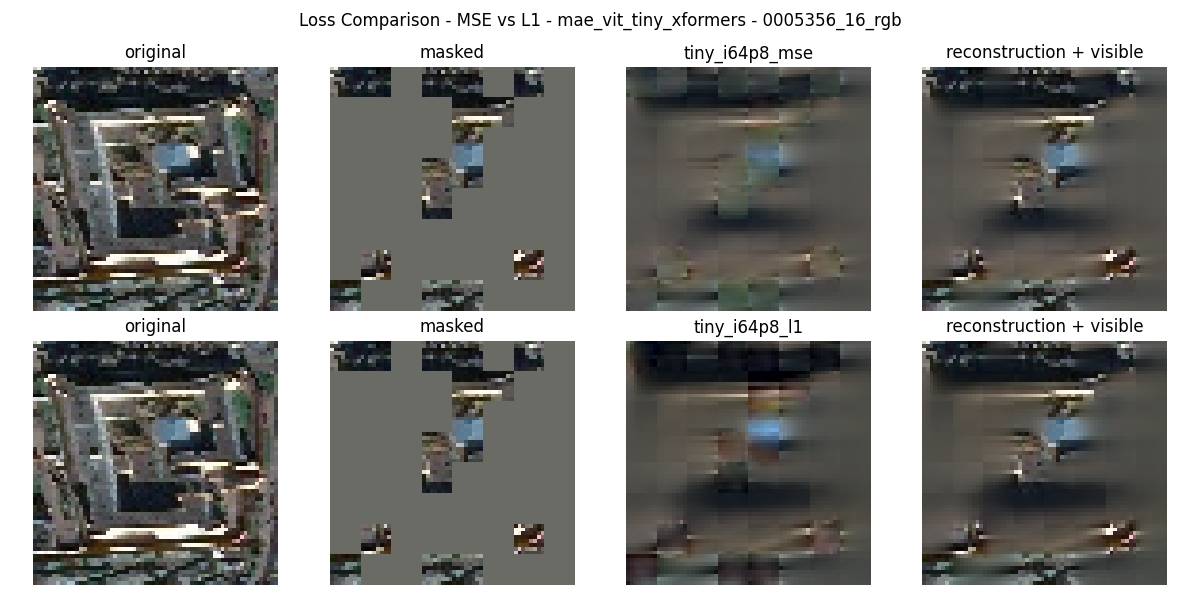 Loss Comparison - MSE vs L1 - mae_vit_tiny_xformers - 0005356_16_rgb
original masked tiny_i64p8_mse reconstruction + visible
original masked tiny_i64p8_l1 reconstruction + visible